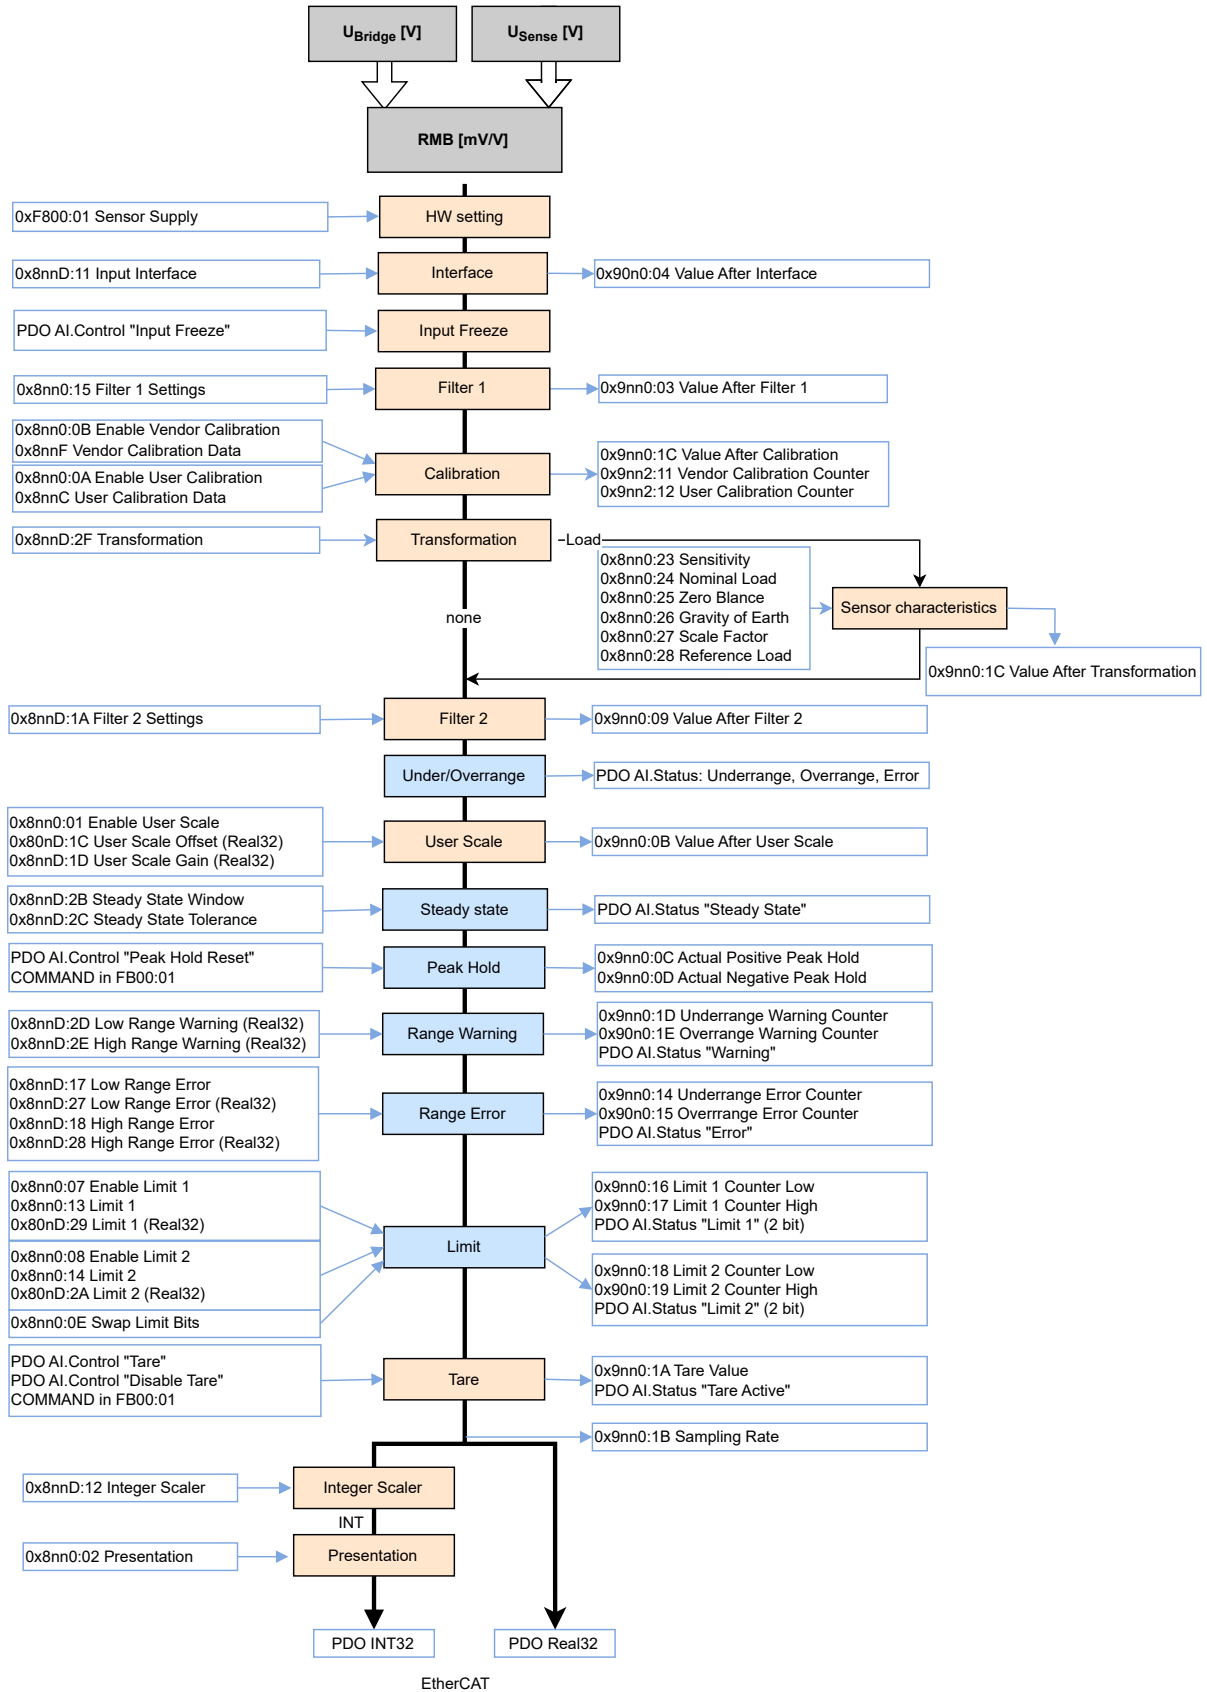 U_Bridge [V]
U_Sense [V]
RMB [mV/V]
0xF800:01 Sensor Supply
HW setting
0x8nnD:11 Input Interface
Interface
0x90n0:04 Value After Interface
PDO AI.Control "Input Freeze"
Input Freeze
0x8nn0:15 Filter 1 Settings
Filter 1
0x9nn0:03 Value After Filter 1
0x8nn0:0B Enable Vendor Calibration
0x8nnF Vendor Calibration Data
0x8nn0:0A Enable User Calibration
0x8nnC User Calibration Data
Calibration
0x9nn0:1C Value After Calibration
0x9nn2:11 Vendor Calibration Counter
0x9nn2:12 User Calibration Counter
0x8nnD:2F Transformation
Transformation
Load
0x8nn0:23 Sensitivity
0x8nn0:24 Nominal Load
0x8nn0:25 Zero Blance
0x8nn0:26 Gravity of Earth
0x8nn0:27 Scale Factor
0x8nn0:28 Reference Load
Sensor characteristics
none
0x9nn0:1C Value After Transformation
0x8nnD:1A Filter 2 Settings
Filter 2
0x9nn0:09 Value After Filter 2
Under/Overrange
PDO AI.Status: Underrange, Overrange, Error
0x8nn0:01 Enable User Scale
0x80nD:1C User Scale Offset (Real32)
0x8nnD:1D User Scale Gain (Real32)
User Scale
0x9nn0:0B Value After User Scale
0x8nnD:2B Steady State Window
0x8nnD:2C Steady State Tolerance
Steady state
PDO AI.Status "Steady State"
PDO AI.Control "Peak Hold Reset"
COMMAND in FB00:01
Peak Hold
0x9nn0:0C Actual Positive Peak Hold
0x9nn0:0D Actual Negative Peak Hold
0x8nnD:2D Low Range Warning (Real32)
0x8nnD:2E High Range Warning (Real32)
Range Warning
0x9nn0:1D Underrange Warning Counter
0x90n0:1E Overrange Warning Counter
PDO AI.Status "Warning"
0x8nnD:17 Low Range Error
0x8nnD:27 Low Range Error (Real32)
0x8nnD:18 High Range Error
0x8nnD:28 High Range Error (Real32)
Range Error
0x9nn0:14 Underrange Error Counter
0x90n0:15 Overrrange Error Counter
PDO AI.Status "Error"
0x8nn0:07 Enable Limit 1
0x8nn0:13 Limit 1
0x80nD:29 Limit 1 (Real32)
0x8nn0:08 Enable Limit 2
0x8nn0:14 Limit 2
0x80nD:2A Limit 2 (Real32)
0x8nn0:0E Swap Limit Bits
Limit
0x9nn0:16 Limit 1 Counter Low
0x9nn0:17 Limit 1 Counter High
PDO AI.Status "Limit 1" (2 bit)
0x9nn0:18 Limit 2 Counter Low
0x90n0:19 Limit 2 Counter High
PDO AI.Status "Limit 2" (2 bit)
PDO AI.Control "Tare"
PDO AI.Control "Disable Tare"
COMMAND in FB00:01
Tare
0x9nn0:1A Tare Value
PDO AI.Status "Tare Active"
0x9nn0:1B Sampling Rate
0x8nnD:12 Integer Scaler
Integer Scaler
INT
0x8nn0:02 Presentation
Presentation
PDO INT32
PDO Real32
EtherCAT